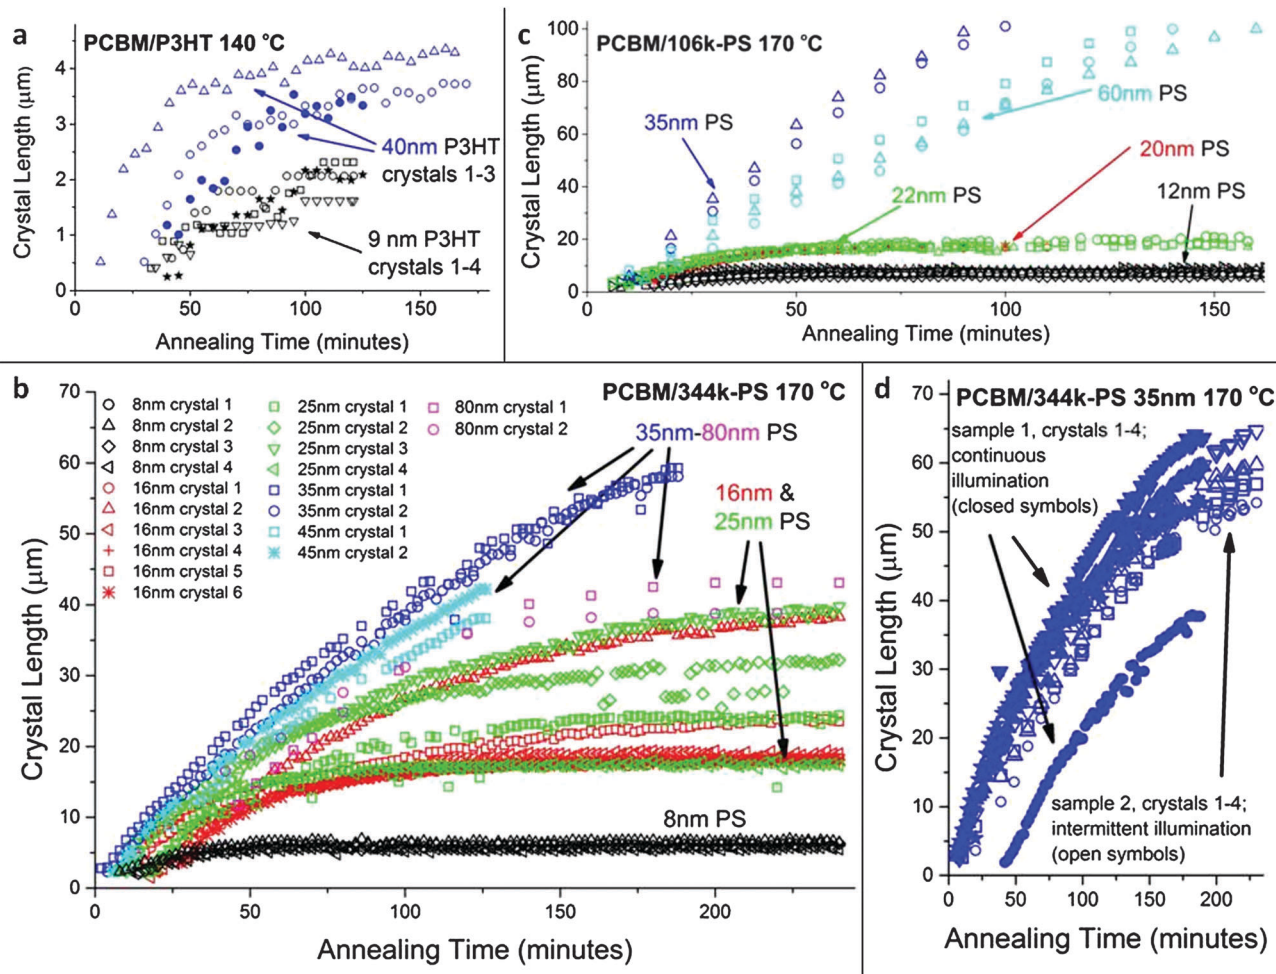 a
PCBM/P3HT 140 °C
4
3
2
1
0
0
50
100
150
Crystal Length (μm)
Annealing Time (minutes)
40nm P3HT
crystals 1-3
9 nm P3HT
crystals 1-4
c
PCBM/106k-PS 170 °C
100
80
60
40
20
0
0
50
100
150
Crystal Length (μm)
Annealing Time (minutes)
35nm PS
60nm PS
20nm PS
22nm PS
12nm PS
b
PCBM/344k-PS 170 °C
70
60
50
40
30
20
10
0
0
50
100
150
200
Crystal Length (μm)
Annealing Time (minutes)
8nm crystal 1
8nm crystal 2
8nm crystal 3
8nm crystal 4
16nm crystal 1
16nm crystal 2
16nm crystal 3
16nm crystal 4
16nm crystal 5
16nm crystal 6
25nm crystal 1
25nm crystal 2
25nm crystal 3
25nm crystal 4
35nm crystal 1
35nm crystal 2
45nm crystal 1
45nm crystal 2
80nm crystal 1
80nm crystal 2
35nm-80nm PS
16nm &
25nm PS
8nm PS
d
PCBM/344k-PS 35nm 170 °C
70
60
50
40
30
20
10
0
0
50
100
150
200
Crystal Length (μm)
Annealing Time (minutes)
sample 1, crystals 1-4;
continuous
illumination
(closed symbols)
sample 2, crystals 1-4;
intermittent illumination
(open symbols)